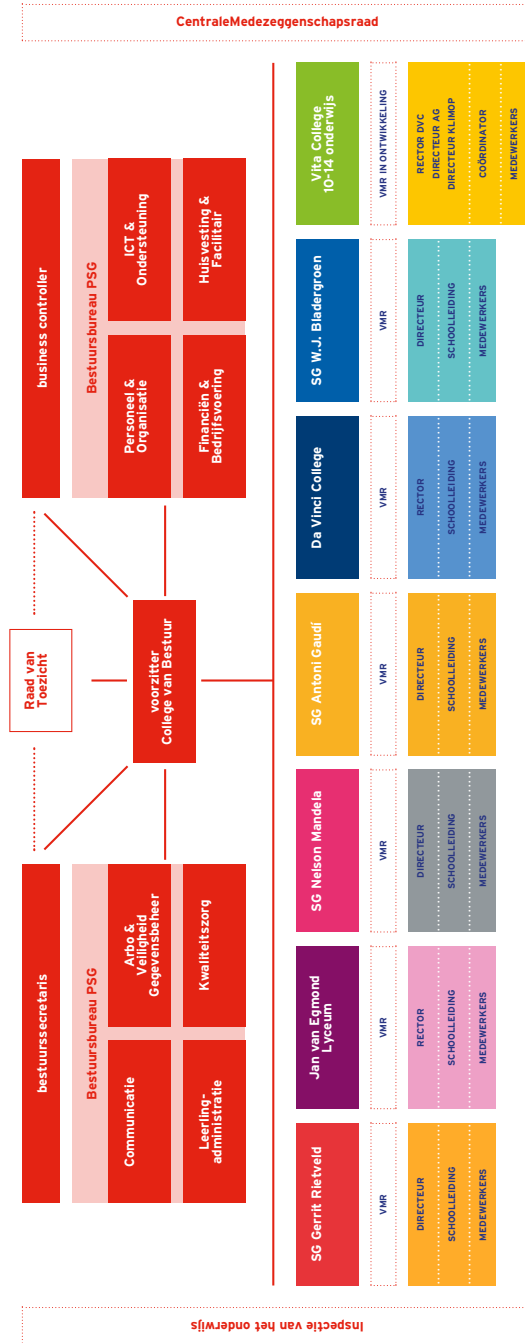 CentraleMedezeggenschapsraad
Inspectie van het onderwijs
Raad van
Toezicht
bestuurssecretaris
business controller
voorzitter
College van Bestuur
Bestuursbureau PSG
Communicatie
Arbo &
Veiligheid
Gegevensbeheer
Leerling-
administratie
Kwaliteitszorg
Bestuursbureau PSG
Personeel &
Organisatie
ICT &
Ondersteuning
Financiën &
Bedrijfsvoering
Huisvesting &
Facilitair
SG Gerrit Rietveld
VMR
DIRECTEUR
SCHOOLLEIDING
MEDEWERKERS
Jan van Egmond
Lyceum
VMR
RECTOR
SCHOOLLEIDING
MEDEWERKERS
SG Nelson Mandela
VMR
DIRECTEUR
SCHOOLLEIDING
MEDEWERKERS
SG Antoni Gaudí
VMR
DIRECTEUR
SCHOOLLEIDING
MEDEWERKERS
Da Vinci College
VMR
RECTOR
SCHOOLLEIDING
MEDEWERKERS
SG W.J. Bladergroen
VMR
DIRECTEUR
SCHOOLLEIDING
MEDEWERKERS
Vita College
10-14 onderwijs
VMR IN ONTWIKKELING
RECTOR DVC
DIRECTEUR AG
DIRECTEUR KLIMOP
COÖRDINATOR
MEDEWERKERS